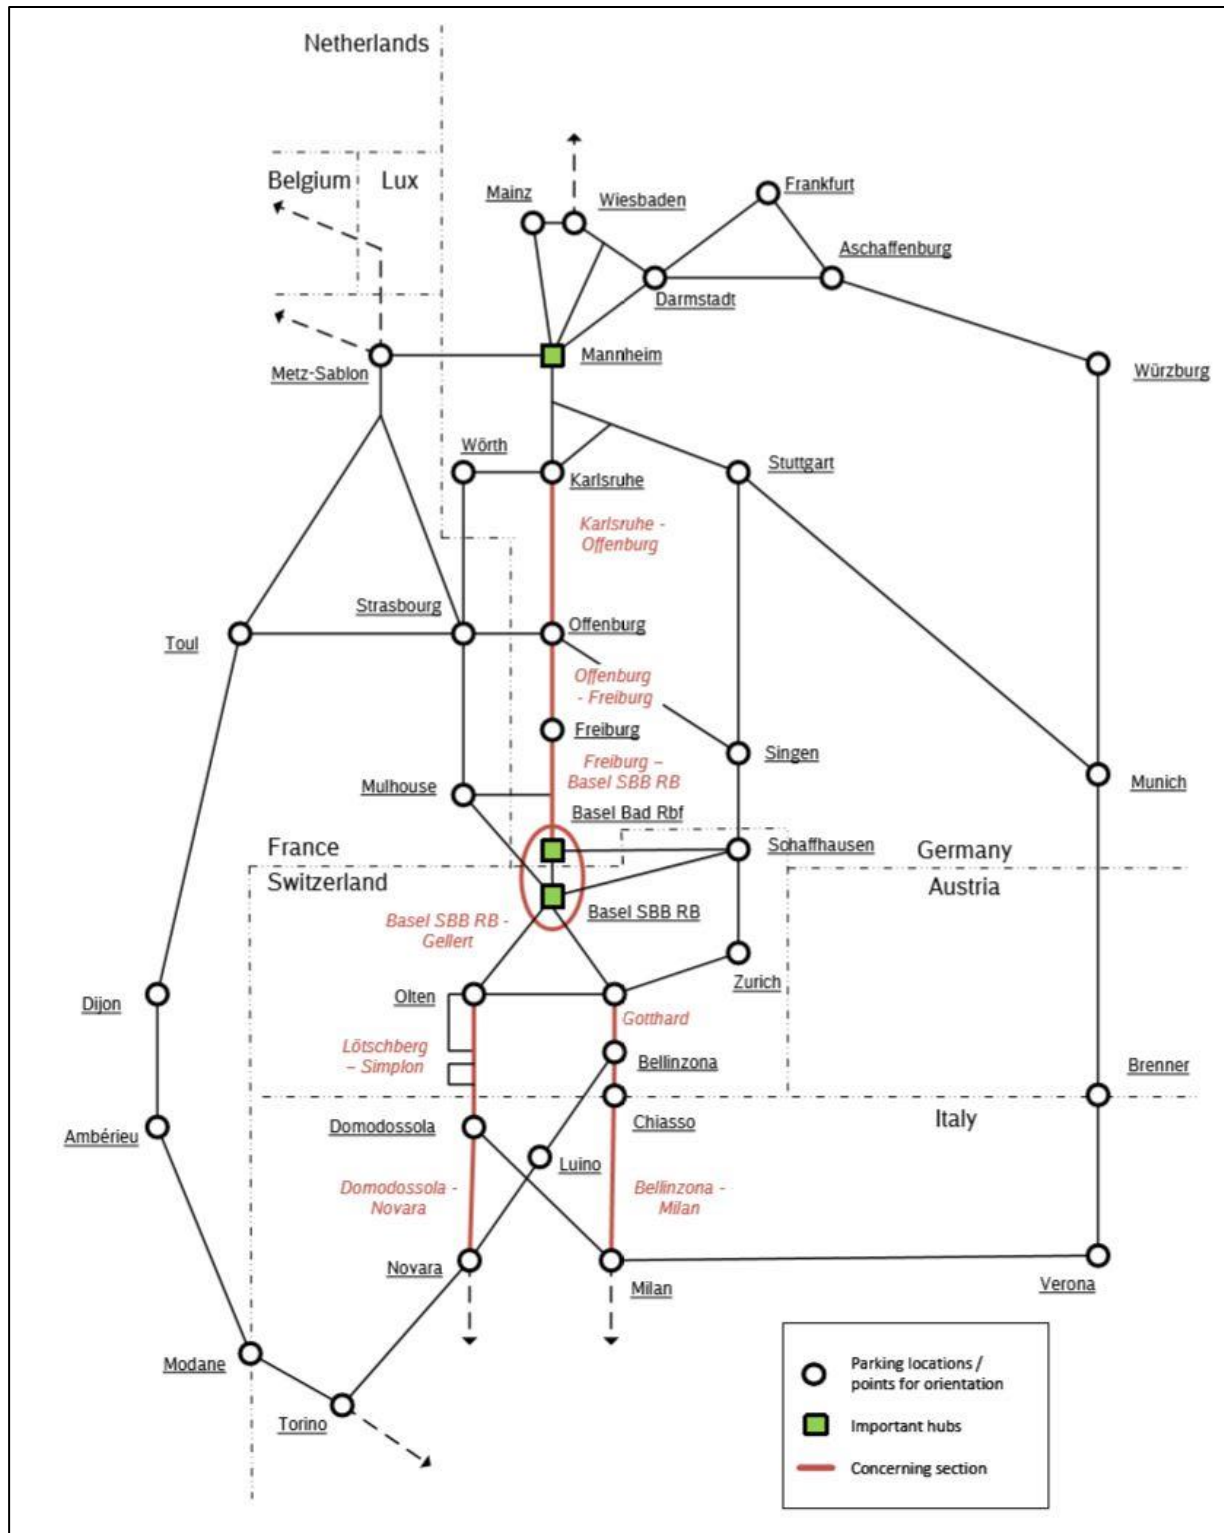 Netherlands
Belgium
Lux
Mainz
Wiesbaden
Frankfurt
Aschaffenburg
Darmstadt
Metz-Sablon
Mannheim
Würzburg
Wörth
Karlsruhe
Stuttgart
Karlsruhe -
Offenburg
Strasbourg
Offenburg
Toul
Offenburg
- Freiburg
Freiburg
Singen
Freiburg –
Basel SBB RB
Mulhouse
Munich
Basel Bad Rbf
France
Schaffhausen
Germany
Switzerland
Austria
Basel SBB RB -
Gellert
Basel SBB RB
Zurich
Dijon
Olten
Gotthard
Lötschberg
– Simplon
Bellinzona
Brenner
Ambérieu
Domodossola
Chiasso
Italy
Luino
Domodossola -
Novara
Bellinzona -
Milan
Novara
Milan
Verona
Modane
Torino
Parking locations /
points for orientation
Important hubs
Concerning section